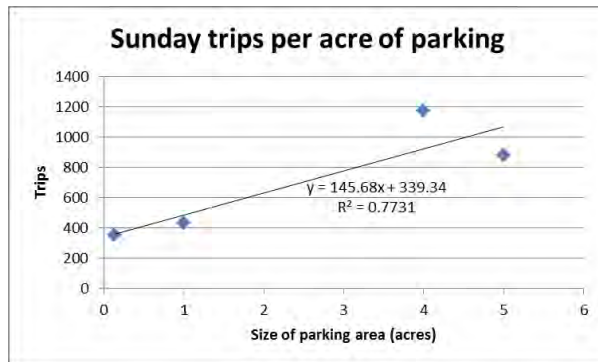 Sunday trips per acre of parking
1400
1200
1000
800
600
400
200
0
Trips
y = 145.68x + 339.34
R² = 0.7731
0 1 2 3 4 5 6
Size of parking area (acres)